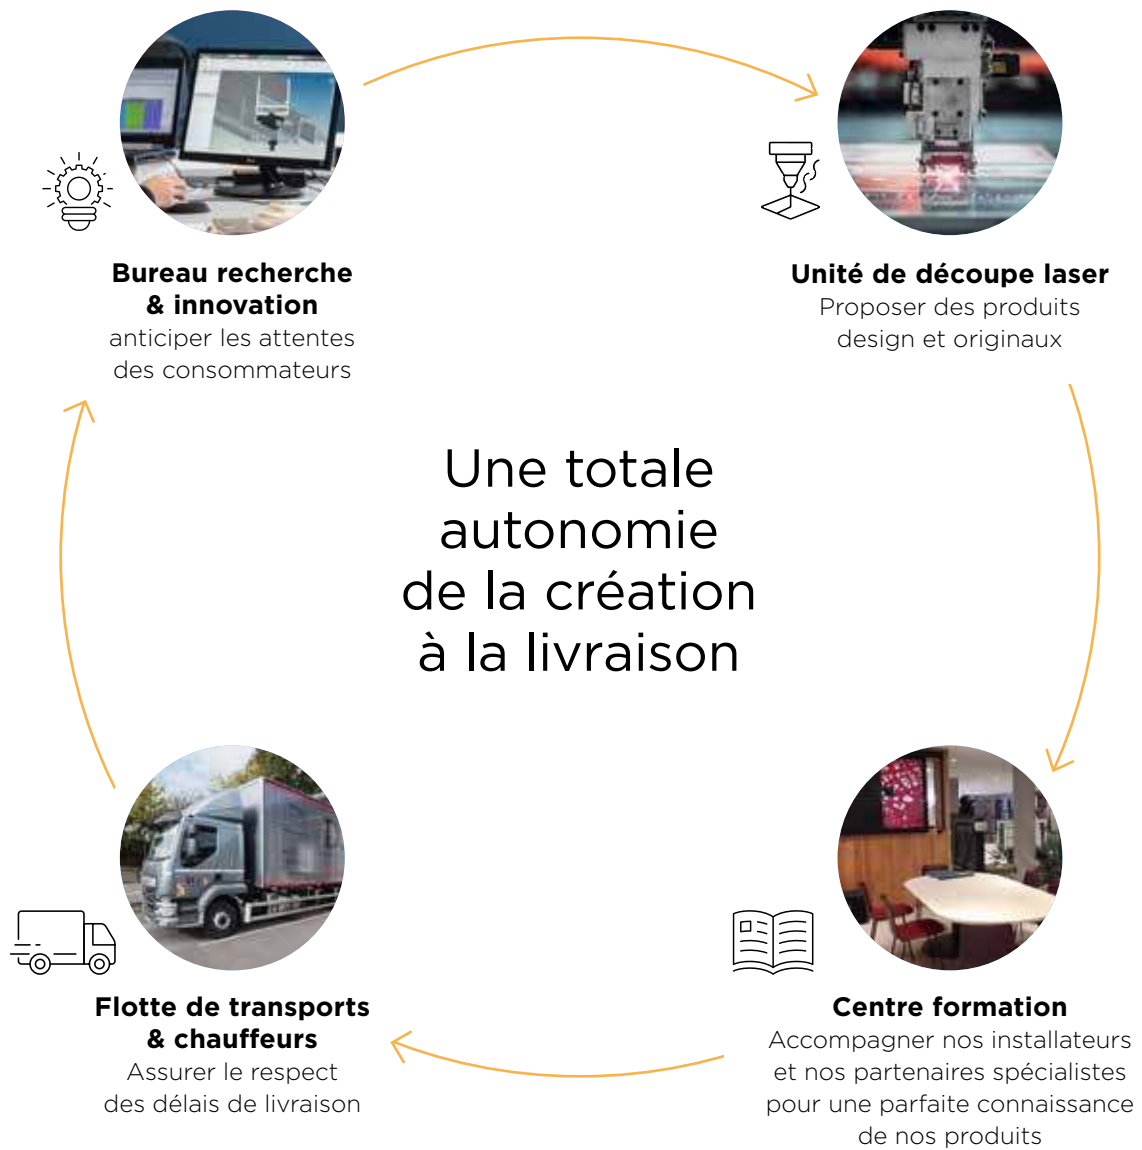 Bureau recherche
& innovation
anticiper les attentes
des consommateurs
Unité de découpe laser
Proposer des produits
design et originaux
Une totale
autonomie
de la création
à la livraison
Flotte de transports
& chauffeurs
Assurer le respect
des délais de livraison
Centre formation
Accompagner nos installateurs
et nos partenaires spécialistes
pour une parfaite connaissance
de nos produits